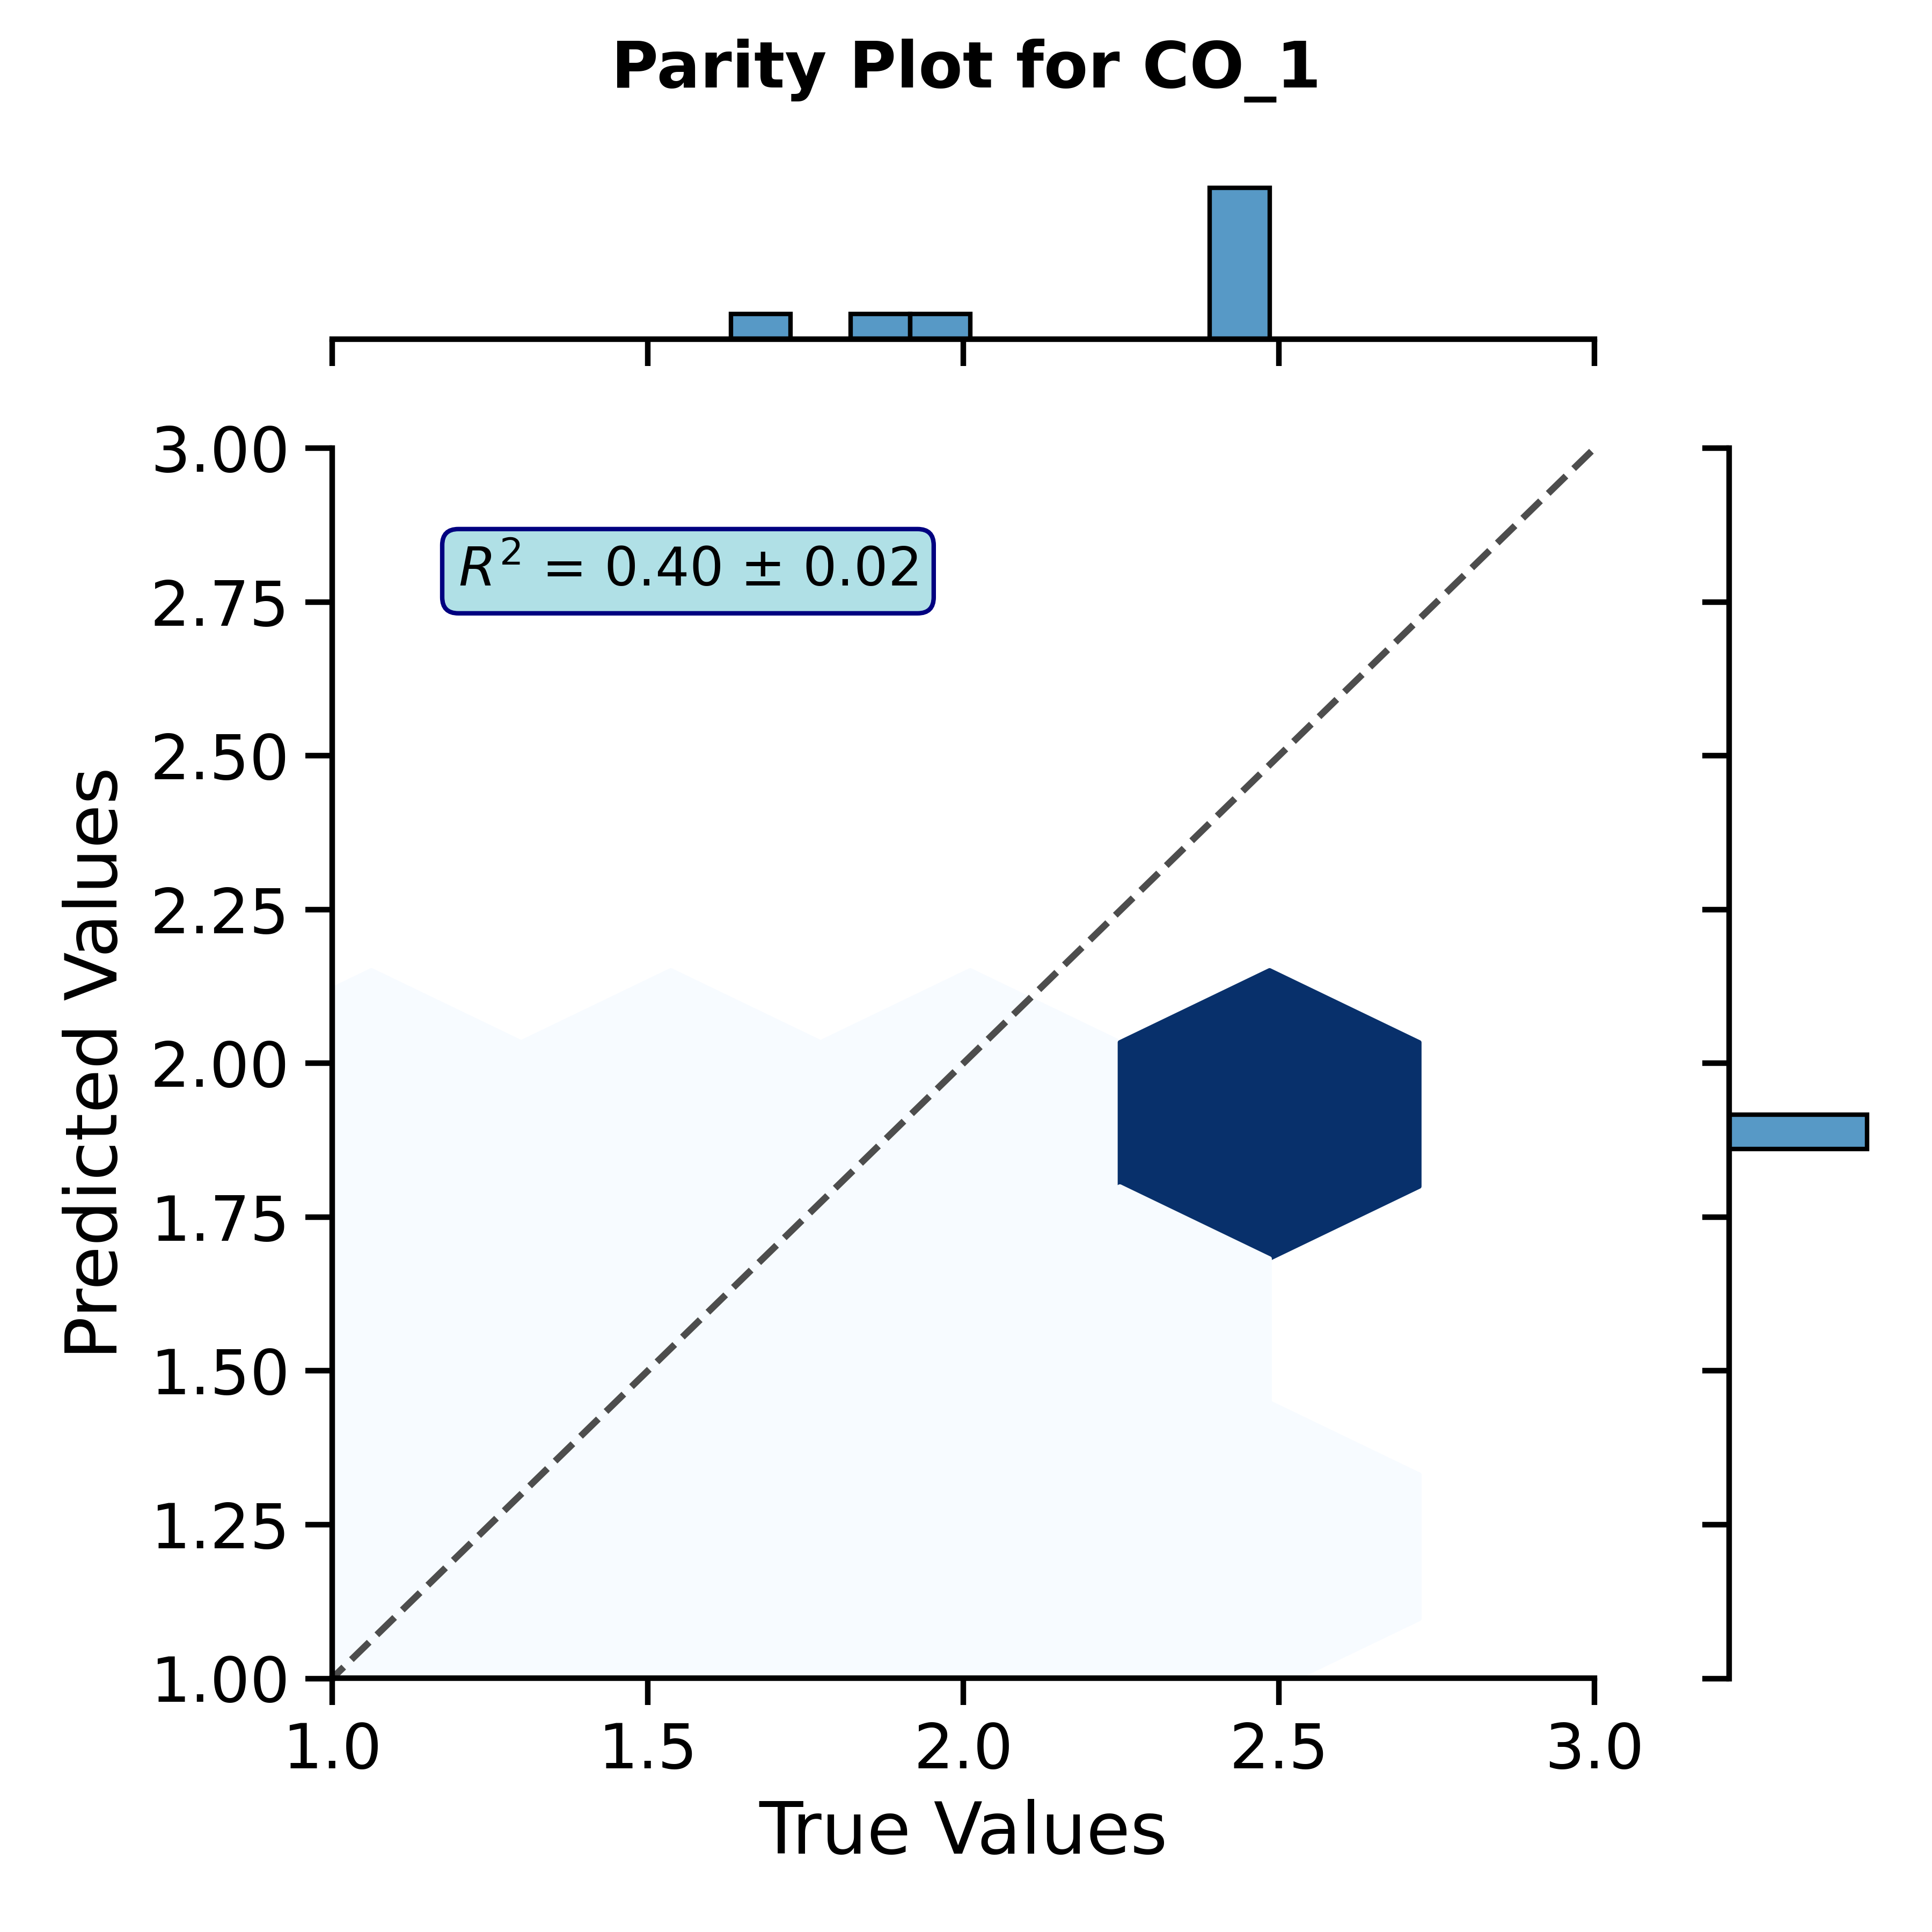 Parity Plot for CO_1
R² = 0.40 ± 0.02
Predicted Values
3.00
2.75
2.50
2.25
2.00
1.75
1.50
1.25
1.00
1.0 1.5 2.0 2.5 3.0
True Values